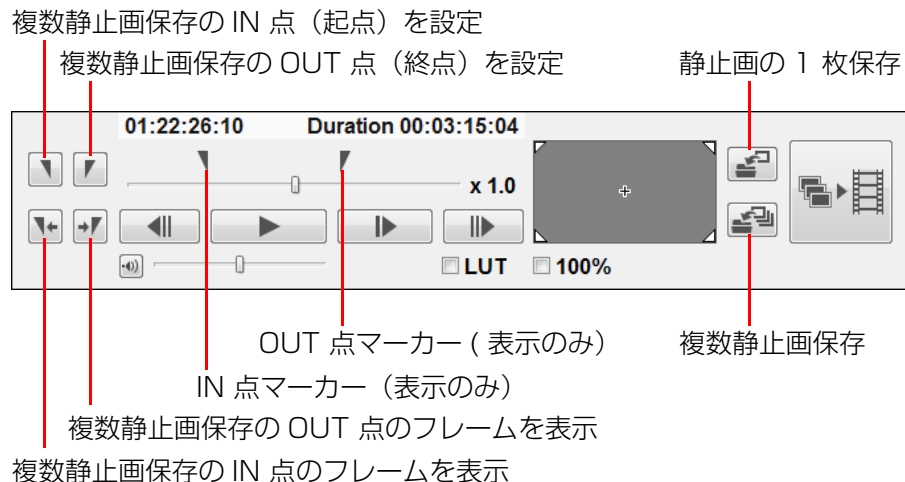 複数静止画保存の IN 点（起点）を設定
複数静止画保存の OUT 点（終点）を設定
静止画の 1 枚保存
01:22:26:10
Duration 00:03:15:04
x 1.0
LUT
100%
OUT 点マーカー ( 表示のみ）
複数静止画保存
IN 点マーカー（表示のみ）
複数静止画保存の OUT 点のフレームを表示
複数静止画保存の IN 点のフレームを表示